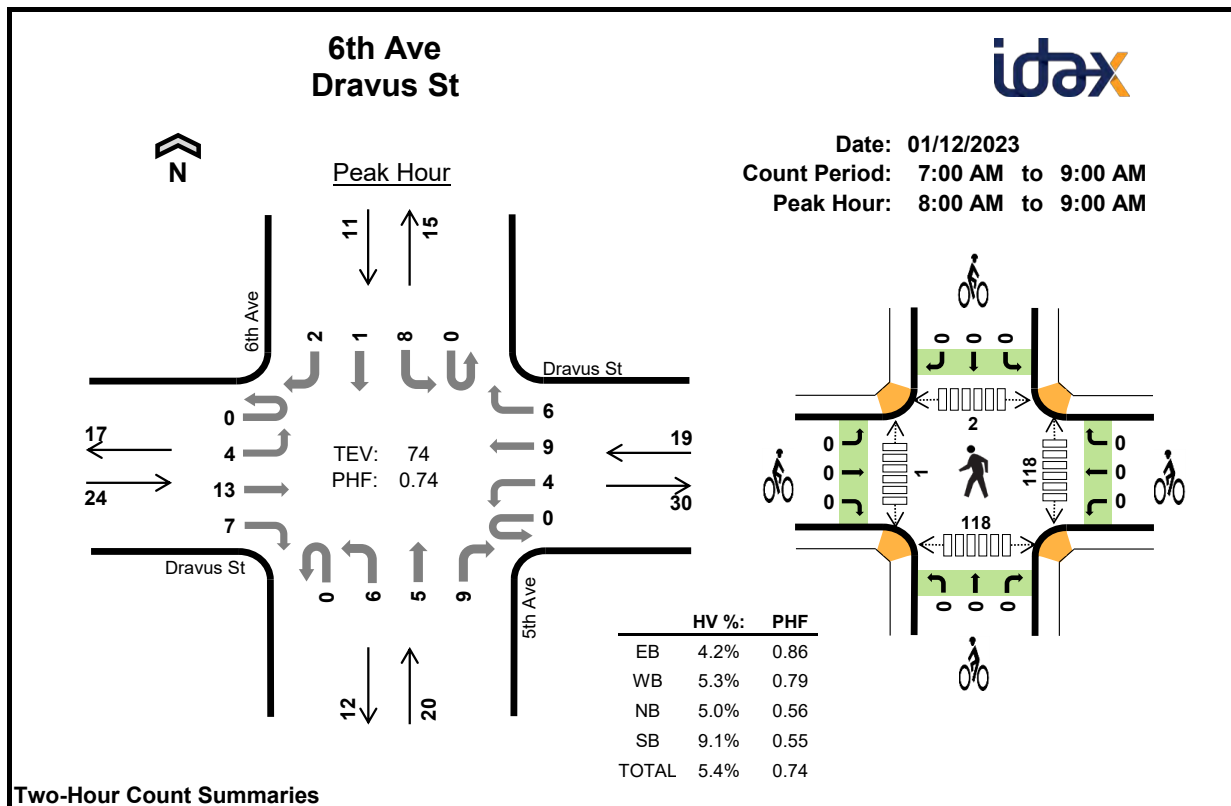 6th Ave
Dravus St
idax
N
Peak Hour
Date: 01/12/2023
Count Period: 7:00 AM to 9:00 AM
Peak Hour: 8:00 AM to 9:00 AM
11
15
6th Ave
2
1
8
0
Dravus St
0
4
13
7
17
24
TEV: 74
PHF: 0.74
6
9
4
0
19
30
Dravus St
0
6
5
9
5th Ave
12
20
0
0
0
2
0
0
0
1
118
0
0
0
118
0
0
0
HV %: PHF
EB 4.2% 0.86
WB 5.3% 0.79
NB 5.0% 0.56
SB 9.1% 0.55
TOTAL 5.4% 0.74
Two-Hour Count Summaries